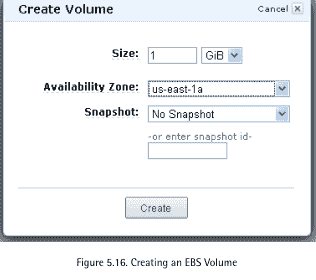 Create Volume Cancel X
Size: 1 GiB
Availability Zone: us-east-1a
Snapshot: No Snapshot
-or enter snapshot id-
Create
Figure 5.16. Creating an EBS Volume